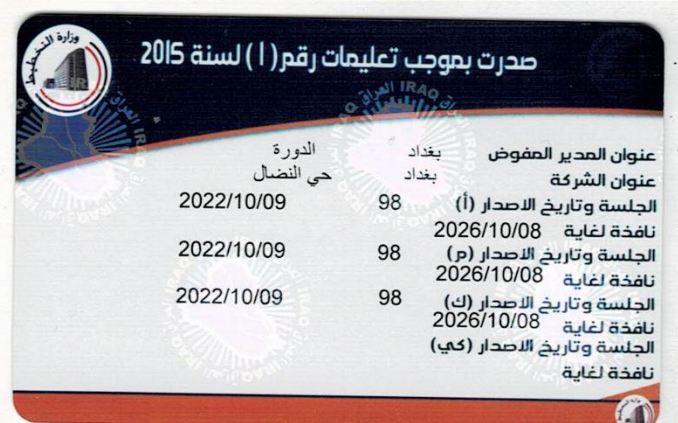 وزارة التخطيط
صدرت بموجب تعليمات رقم (١) لسنة 2015
عنوان المدير المفوض بغداد الدورة
عنوان الشركة بغداد حي النضال
الجلسة وتاريخ الاصدار (أ) 98 2022/10/09
نافذة لغاية 2026/10/08
الجلسة وتاريخ الاصدار (م) 98 2022/10/09
نافذة لغاية 2026/10/08
الجلسة وتاريخ الاصدار (ك) 98 2022/10/09
نافذة لغاية 2026/10/08
الجلسة وتاريخ الاصدار (كي)
نافذة لغاية
العراق IRAQ